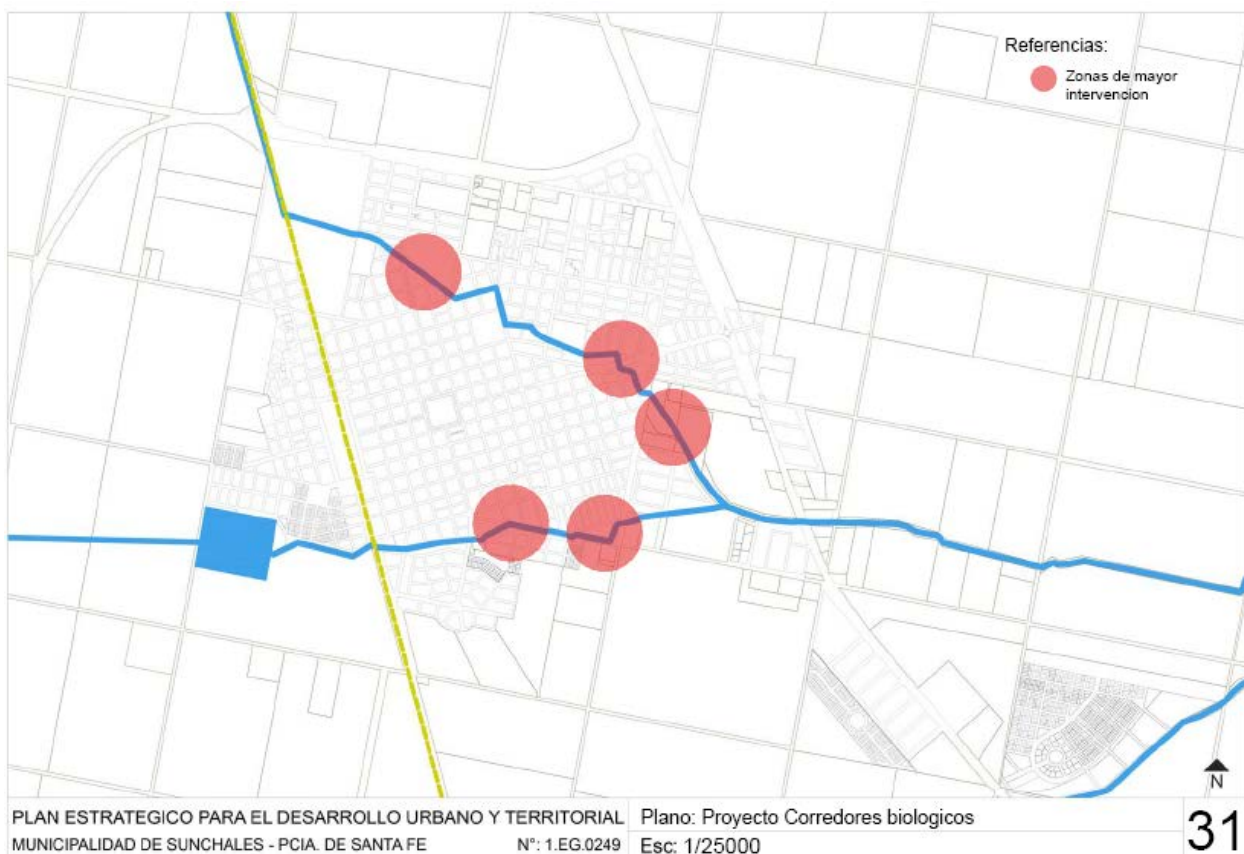 Referencias:
Zonas de mayor
intervencion
N
PLAN ESTRATEGICO PARA EL DESARROLLO URBANO Y TERRITORIAL
MUNICIPALIDAD DE SUNCHALES - PCIA. DE SANTA FE N°: 1.EG.0249
Plano: Proyecto Corredores biologicos
Esc: 1/25000
31